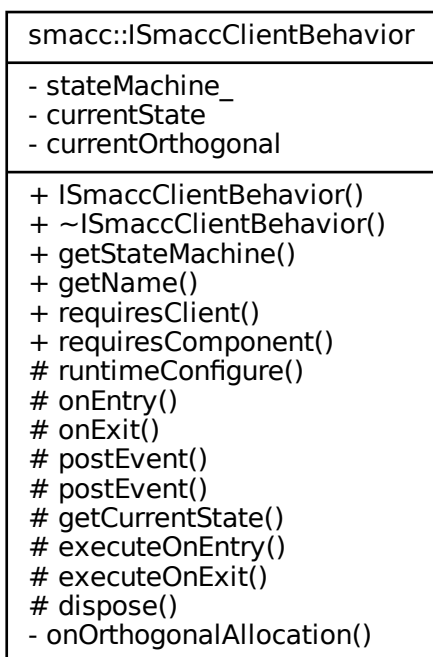 smacc::ISmaccClientBehavior
- stateMachine_
- currentState
- currentOrthogonal
+ ISmaccClientBehavior()
+ ~ISmaccClientBehavior()
+ getStateMachine()
+ getName()
+ requiresClient()
+ requiresComponent()
# runtimeConfigure()
# onEntry()
# onExit()
# postEvent()
# postEvent()
# getCurrentState()
# executeOnEntry()
# executeOnExit()
# dispose()
- onOrthogonalAllocation()